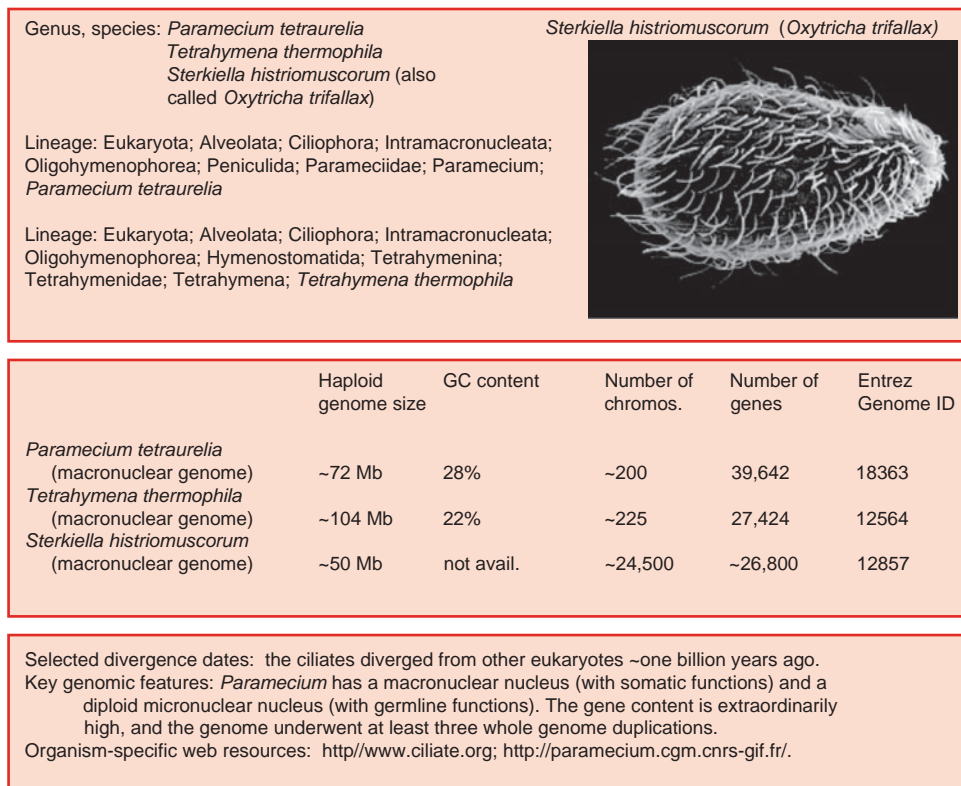 Genus, species: Paramecium tetraurelia
Tetrahymena thermophila
Sterkiella histriomuscorum (also
called Oxytricha trifallax)
Sterkiella histriomuscorum (Oxytricha trifallax)
Lineage: Eukaryota; Alveolata; Ciliophora; Intramacronucleata;
Oligohymenophorea; Peniculida; Parameciidae; Paramecium;
Paramecium tetraurelia
Lineage: Eukaryota; Alveolata; Ciliophora; Intramacronucleata;
Oligohymenophorea; Hymenostomatida; Tetrahymenina;
Tetrahymenidae; Tetrahymena; Tetrahymena thermophila
Haploid GC content Number of Number of Entrez
genome size chromos. genes Genome ID
Paramecium tetraurelia
(macronuclear genome) ~72 Mb 28% ~200 39,642 18363
Tetrahymena thermophila
(macronuclear genome) ~104 Mb 22% ~225 27,424 12564
Sterkiella histriomuscorum
(macronuclear genome) ~50 Mb not avail. ~24,500 ~26,800 12857
Selected divergence dates: the ciliates diverged from other eukaryotes ~one billion years ago.
Key genomic features: Paramecium has a macronuclear nucleus (with somatic functions) and a
diploid micronuclear nucleus (with germline functions). The gene content is extraordinarily
high, and the genome underwent at least three whole genome duplications.
Organism-specific web resources: http//www.ciliate.org; http://paramecium.cgm.cnrs-gif.fr/.